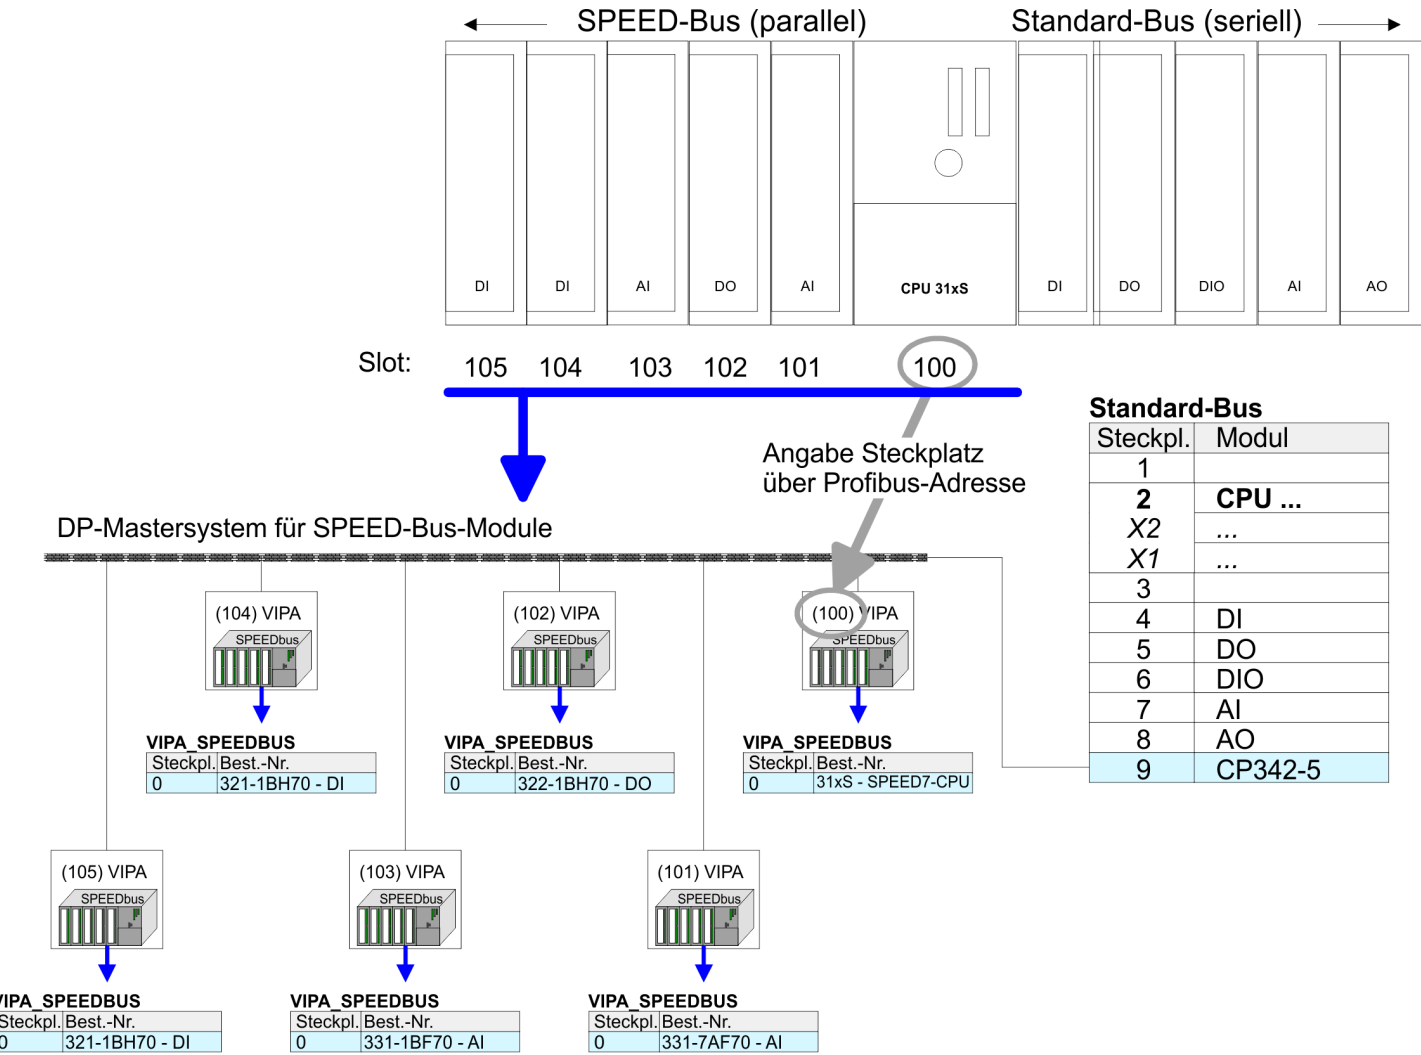 SPEED-Bus (parallel) Standard-Bus (seriell)
DI DI AI DO AI CPU 31xS DI DO DIO AI AO
Slot: 105 104 103 102 101 100
Angabe Steckplatz
über Profibus-Adresse
Standard-Bus
Steckpl. Modul
1
2 CPU ...
X2 ...
X1 ...
3
4 DI
5 DO
6 DIO
7 AI
8 AO
9 CP342-5
DP-Mastersystem für SPEED-Bus-Module
(104) VIPA
SPEEDbus
VIPA_SPEEDBUS
Steckpl. Best.-Nr.
0 321-1BH70 - DI
(102) VIPA
SPEEDbus
VIPA_SPEEDBUS
Steckpl. Best.-Nr.
0 322-1BH70 - DO
(100) VIPA
SPEEDbus
VIPA_SPEEDBUS
Steckpl. Best.-Nr.
0 31xS - SPEED7-CPU
(105) VIPA
SPEEDbus
VIPA_SPEEDBUS
Steckpl. Best.-Nr.
0 321-1BH70 - DI
(103) VIPA
SPEEDbus
VIPA_SPEEDBUS
Steckpl. Best.-Nr.
0 331-1BF70 - AI
(101) VIPA
SPEEDbus
VIPA_SPEEDBUS
Steckpl. Best.-Nr.
0 331-7AF70 - AI